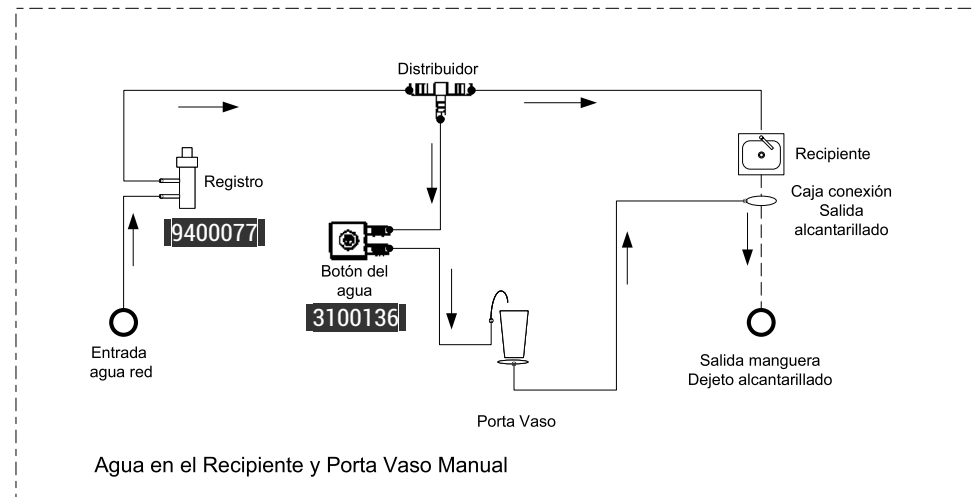 Distribuidor
Recipiente
Registro
Caja conexión
Salida
alcantarillado
9400077
Botón del
agua
3100136
Entrada
agua red
Salida manguera
Dejeto alcantarillado
Porta Vaso
Agua en el Recipiente y Porta Vaso Manual